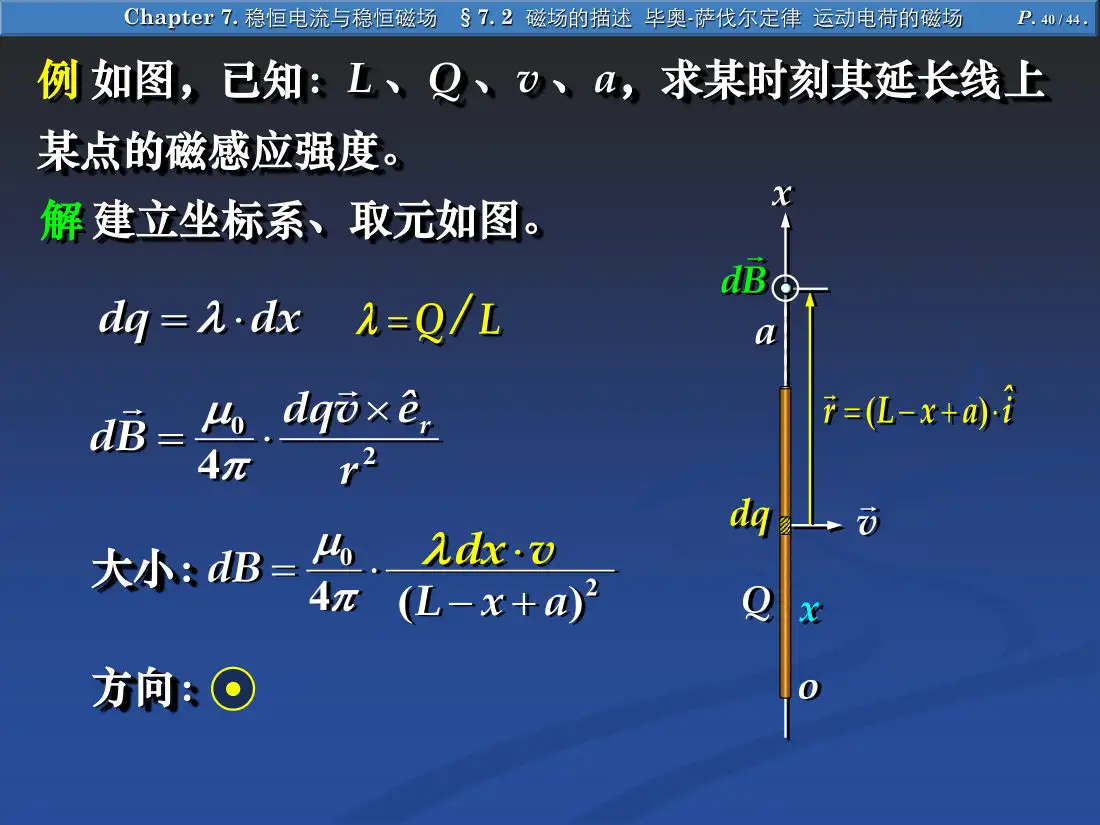 Chapter 7. 稳恒电流与稳恒磁场 §7. 2 磁场的描述 毕奥-萨伐尔定律 运动电荷的磁场 P. 40 / 44 .
例 如图，已知：L 、Q 、v 、a，求某时刻其延长线上
某点的磁感应强度。
解 建立坐标系、取元如图。
dq = λ · dx λ = Q / L
dB⃗ = μ₀/4π · dqv⃗ × ê_r / r²
大小：dB = μ₀/4π · λdx · v / (L − x + a)²
方向：⊙
x
dB⃗
a
r⃗ = (L − x + a) · î
dq
v⃗
Q
x
o